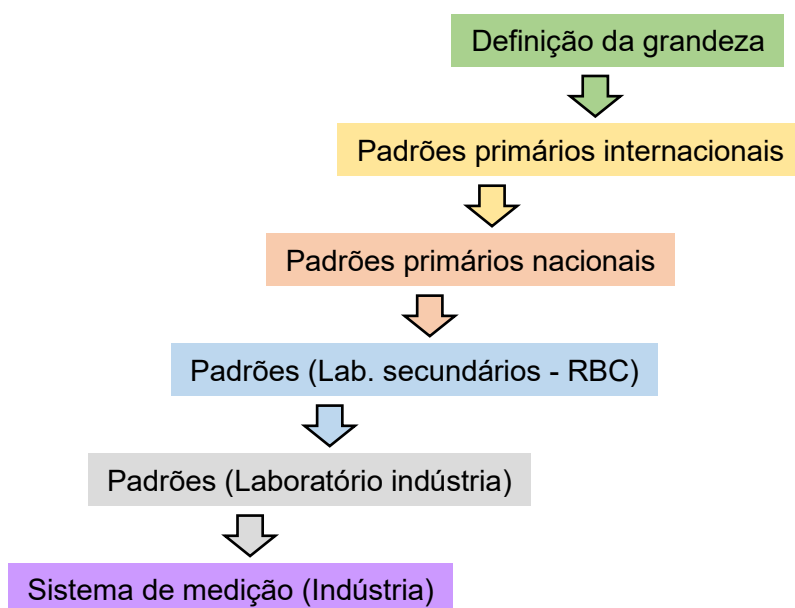 Definição da grandeza
Padrões primários internacionais
Padrões primários nacionais
Padrões (Lab. secundários - RBC)
Padrões (Laboratório indústria)
Sistema de medição (Indústria)